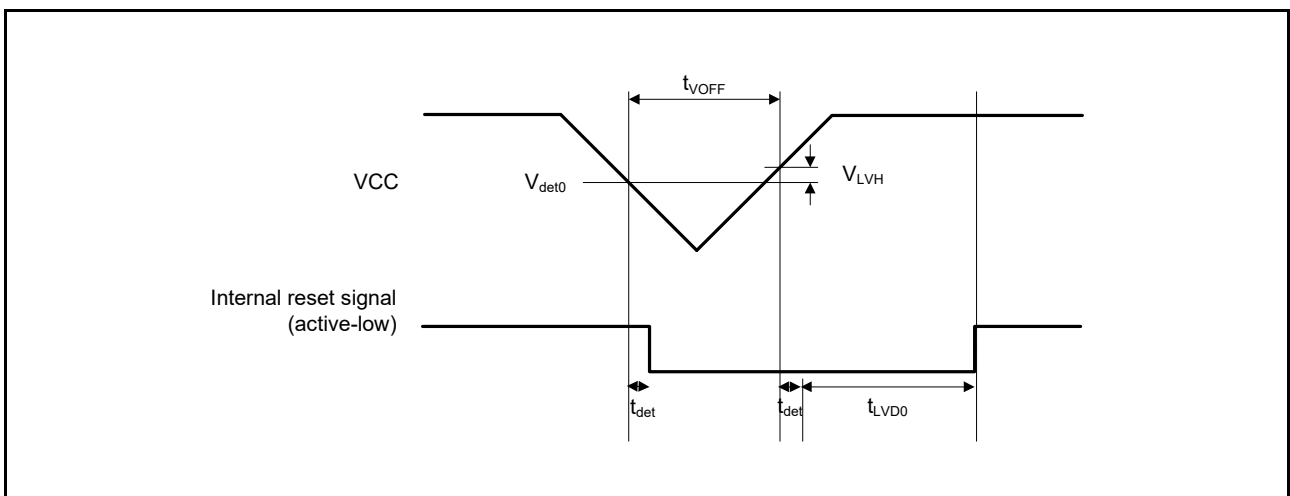 tVOFF
VCC
Vdet0
VLVH
Internal reset signal
(active-low)
tdet
tdet
tLVD0